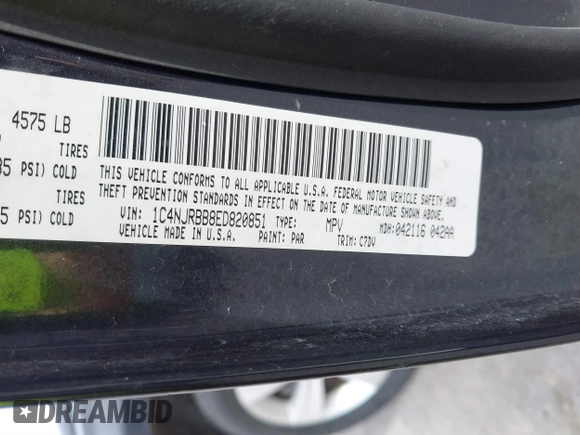 4575 LB
TIRES
35 PSI) COLD
TIRES
5 PSI) COLD
THIS VEHICLE CONFORMS TO ALL APPLICABLE U.S.A. FEDERAL MOTOR VEHICLE SAFETY AND
THEFT PREVENTION STANDARDS IN EFFECT ON THE DATE OF MANUFACTURE SHOWN ABOVE.
VIN: 1C4NJRBB8ED820851 TYPE: MPV MDH: 042116 042AA
VEHICLE MADE IN U.S.A. PAINT: PAR TRIM: C7DV
DREAMBID